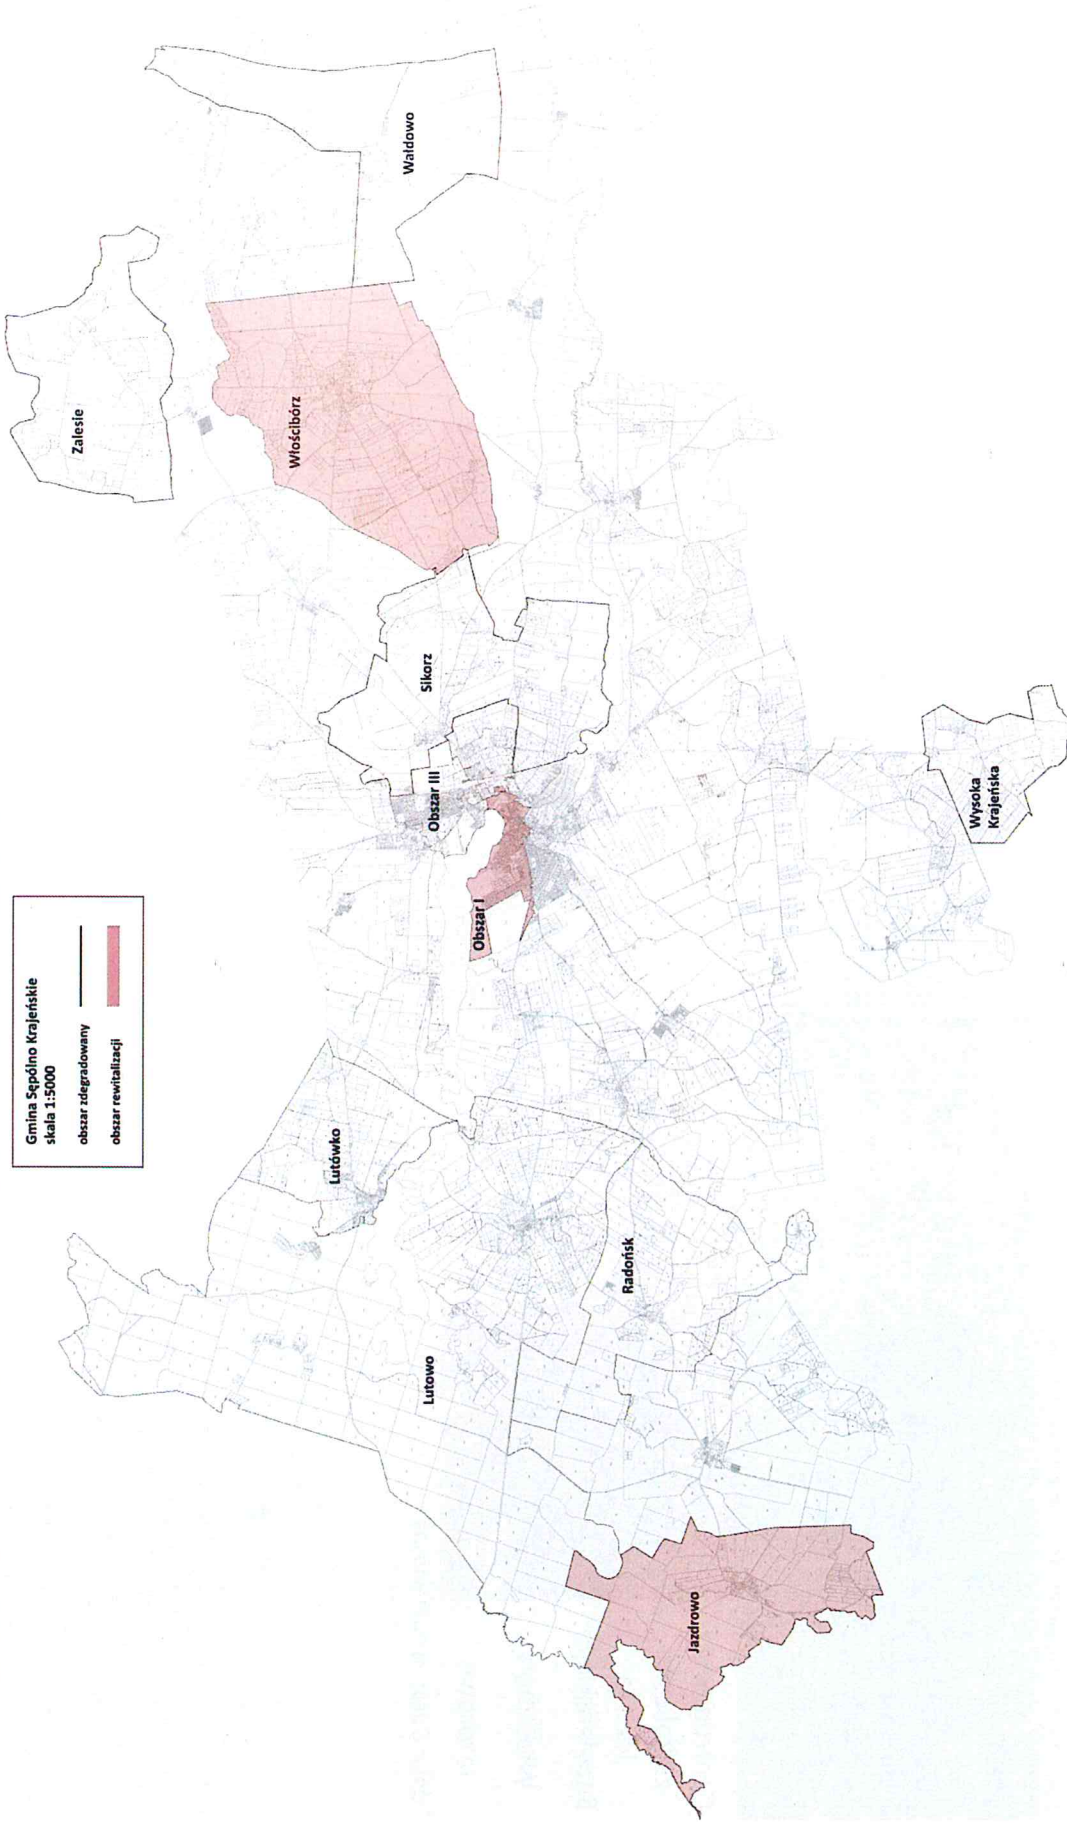 Gmina Sępólno Krajeńskie
skala 1:5000
obszar zdegradowany
obszar rewitalizacji
Zalesie
Wałdowo
Włościbórz
Sikorz
Obszar III
Obszar I
Wysoka
Krajeńska
Lutówko
Radońsk
Lutowo
Jazdrowo